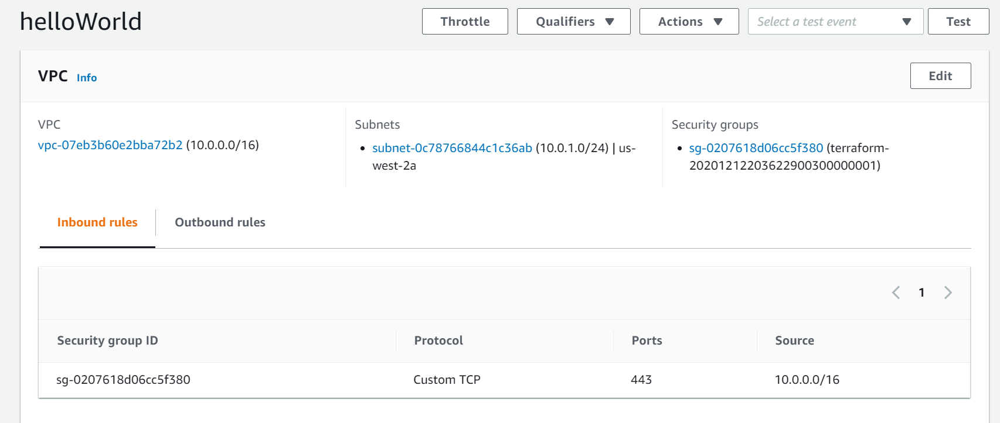 helloWorld
Throttle
Qualifiers
Actions
Select a test event
Test
VPC Info
Edit
VPC
vpc-07eb3b60e2bba72b2 (10.0.0.0/16)
Subnets
subnet-0c78766844c1c36ab (10.0.1.0/24) | us-
west-2a
Security groups
sg-0207618d06cc5f380 (terraform-
20201212203622900300000001)
Inbound rules
Outbound rules
1
Security group ID Protocol Ports Source
sg-0207618d06cc5f380 Custom TCP 443 10.0.0.0/16